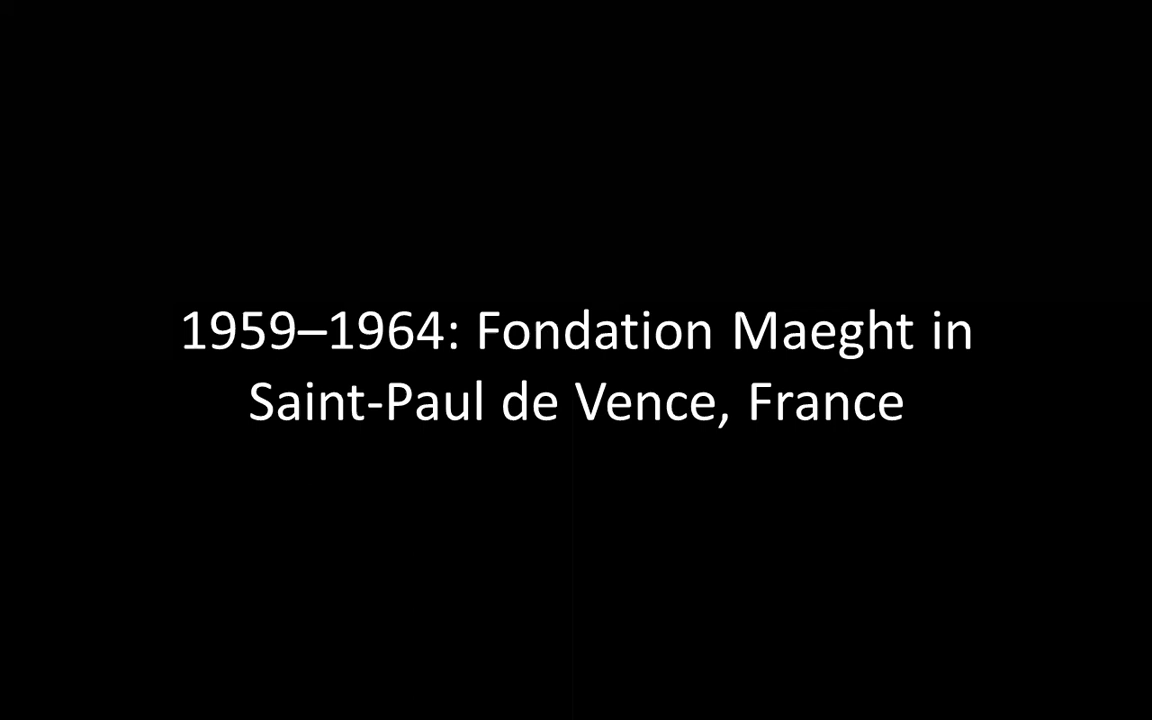 1959–1964: Fondation Maeght in
Saint-Paul de Vence, France